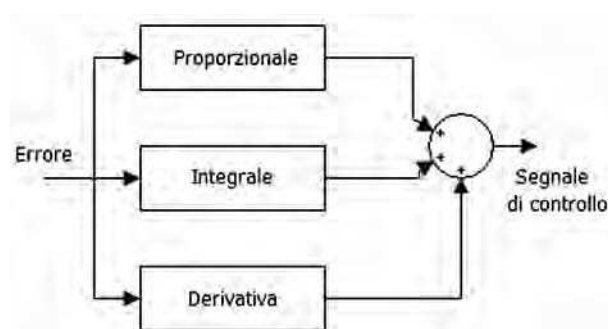 Proporzionale
Errore
Integrale
Segnale
di controllo
Derivativa
+
+
+